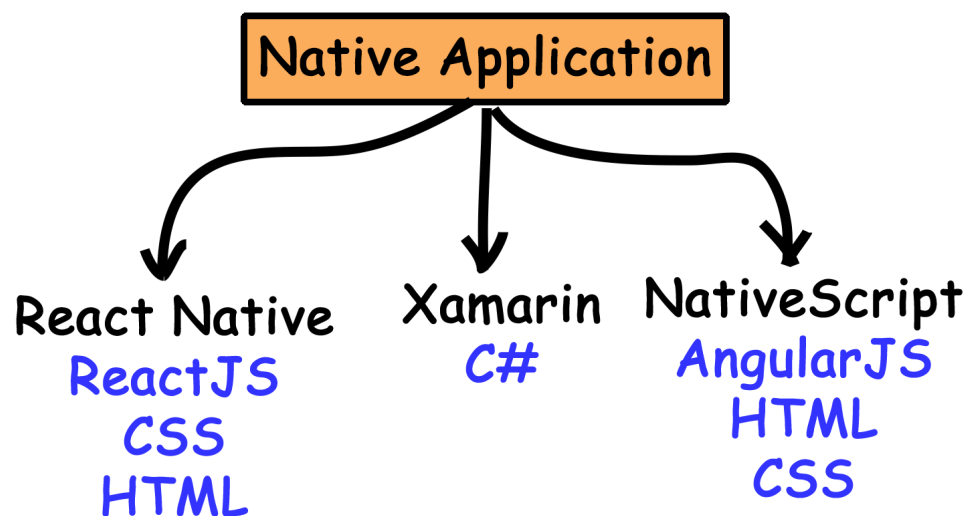 Native Application
React Native
ReactJS
CSS
HTML
Xamarin
C#
NativeScript
AngularJS
HTML
CSS